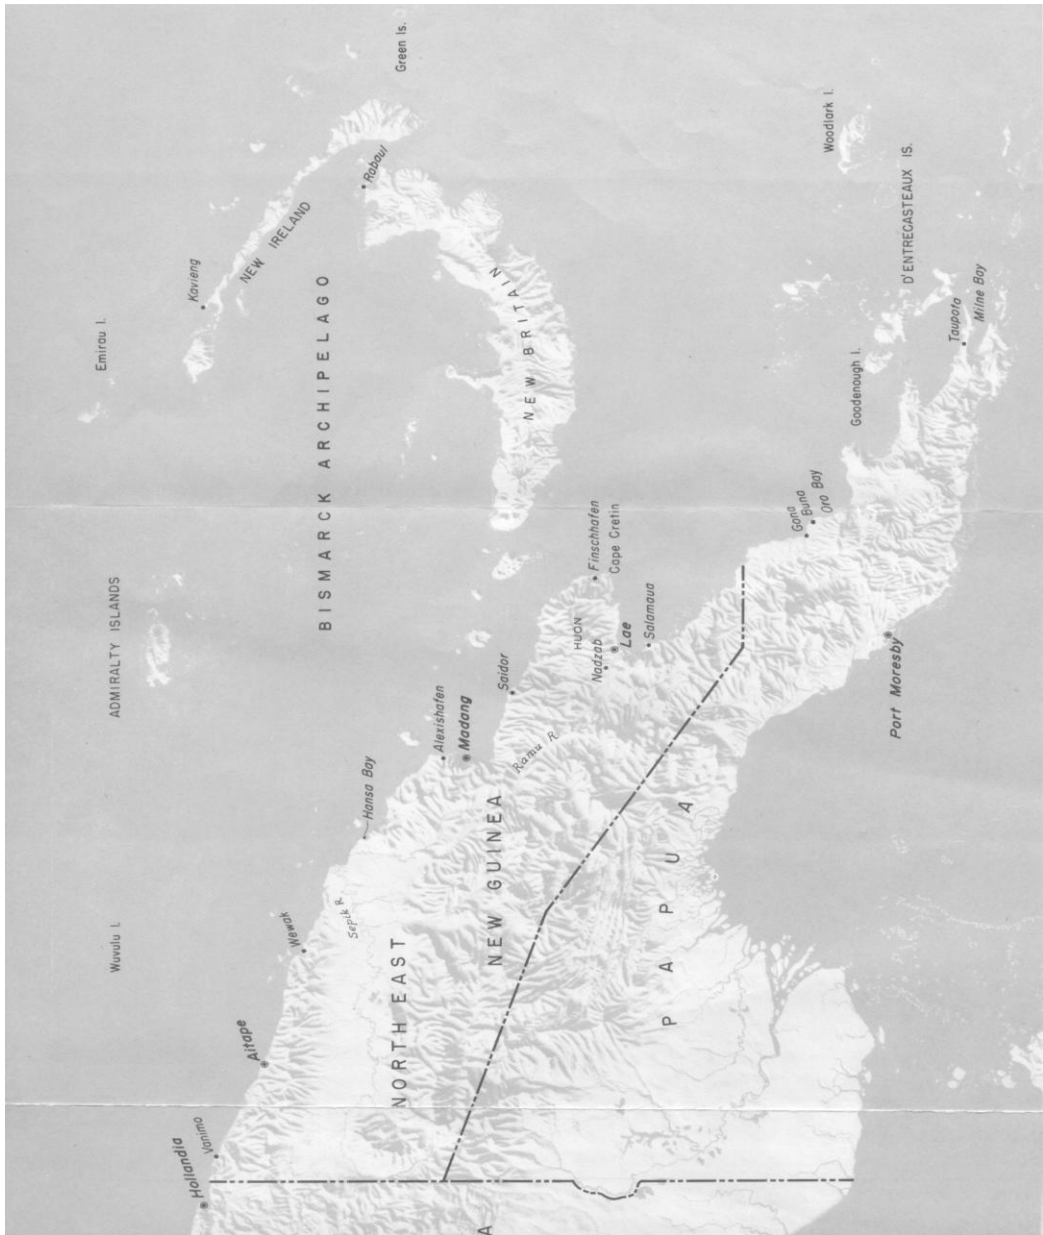 Green Is.
Woodlark I.
D'ENTRECASTEAUX IS.
Rabaul
NEW IRELAND
Kavieng
Emirau I.
BISMARCK ARCHIPELAGO
NEW BRITAIN
Goodenough I.
Taupota
Milne Bay
Gona
Buna
Oro Bay
Finschhafen
Cape Cretin
ADMIRALTY ISLANDS
HUON
Nadzab
Lae
Salamaua
Port Moresby
Saidor
Alexishafen
Madang
Ramu R.
Hansa Bay
Wuvulu I.
Wewak
Sepik R.
NORTH EAST
NEW GUINEA
PAPUA
Aitape
Vanimo
Hollandia
A